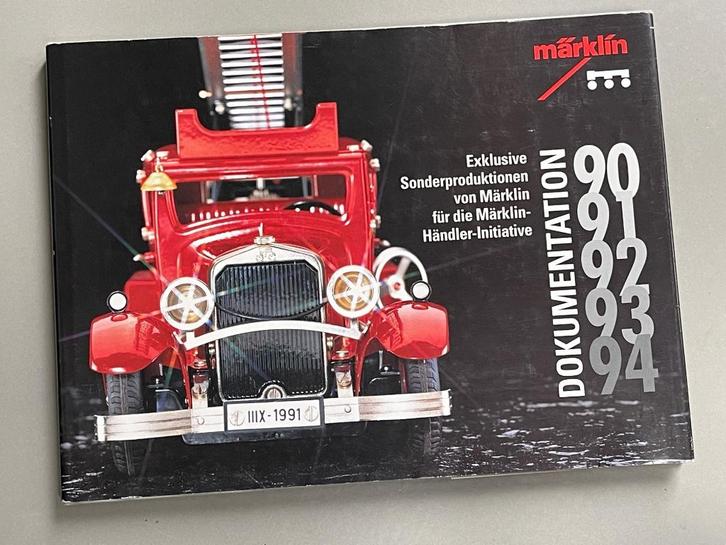 märklin
Exklusive
Sonderproduktionen
von Märklin
für die Märklin-
Händler-Initiative
DOKUMENTATION
90
91
92
93
94
IIIX-1991